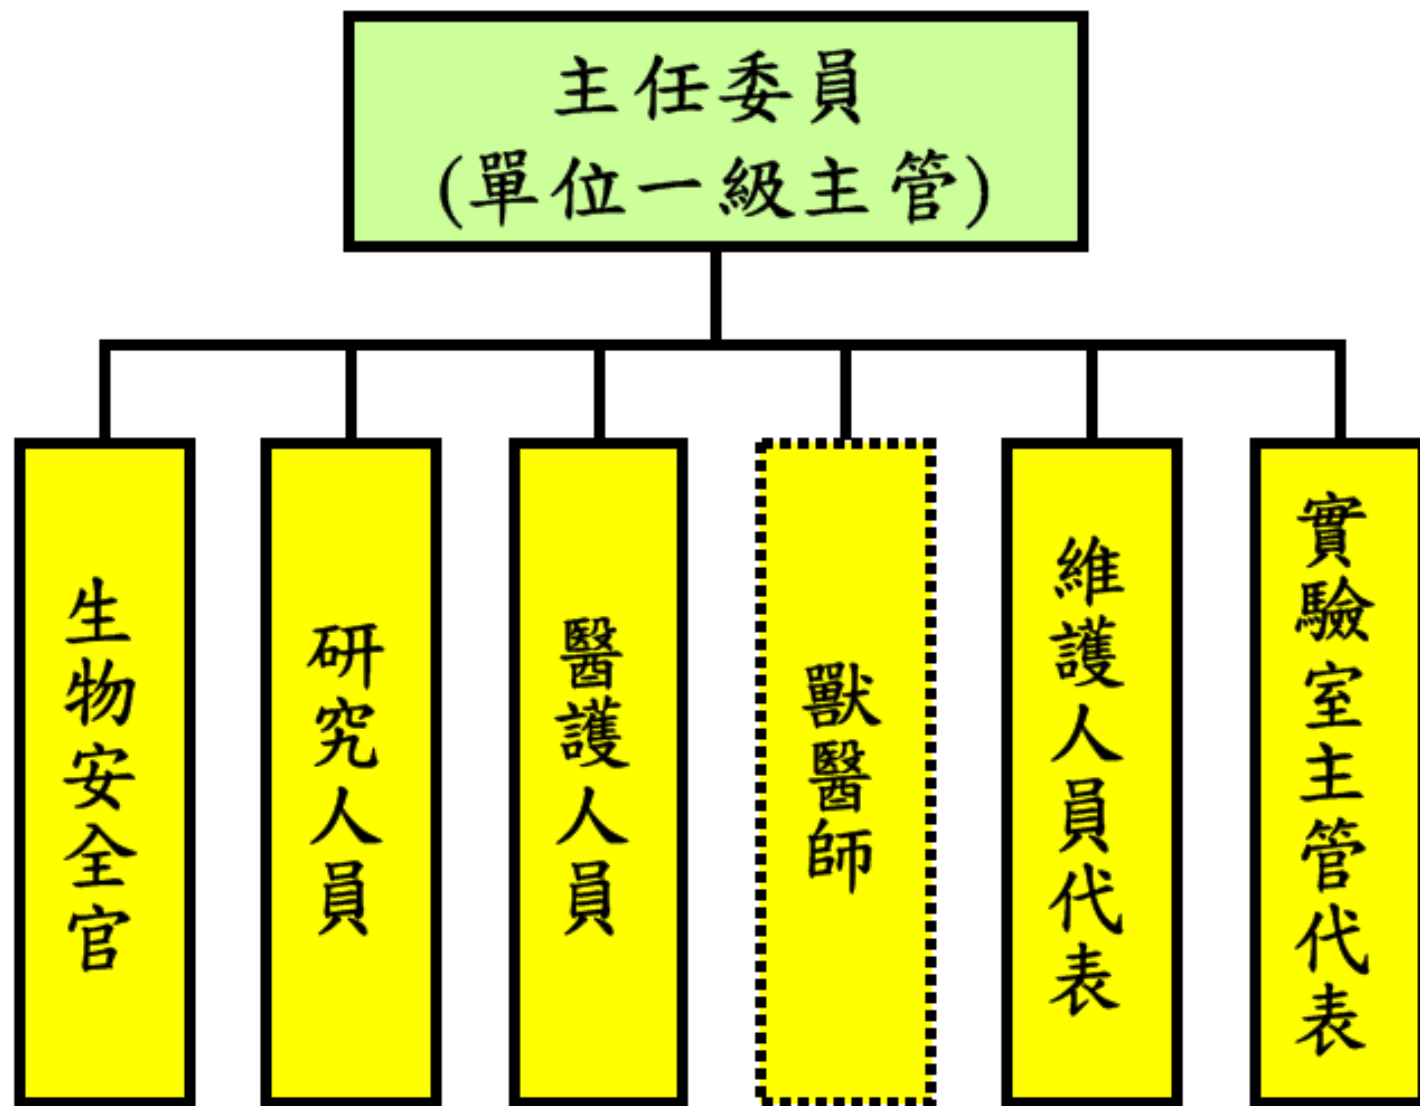 主任委員
(單位一級主管)
生物安全官
研究人員
醫護人員
獸醫師
維護人員代表
實驗室主管代表